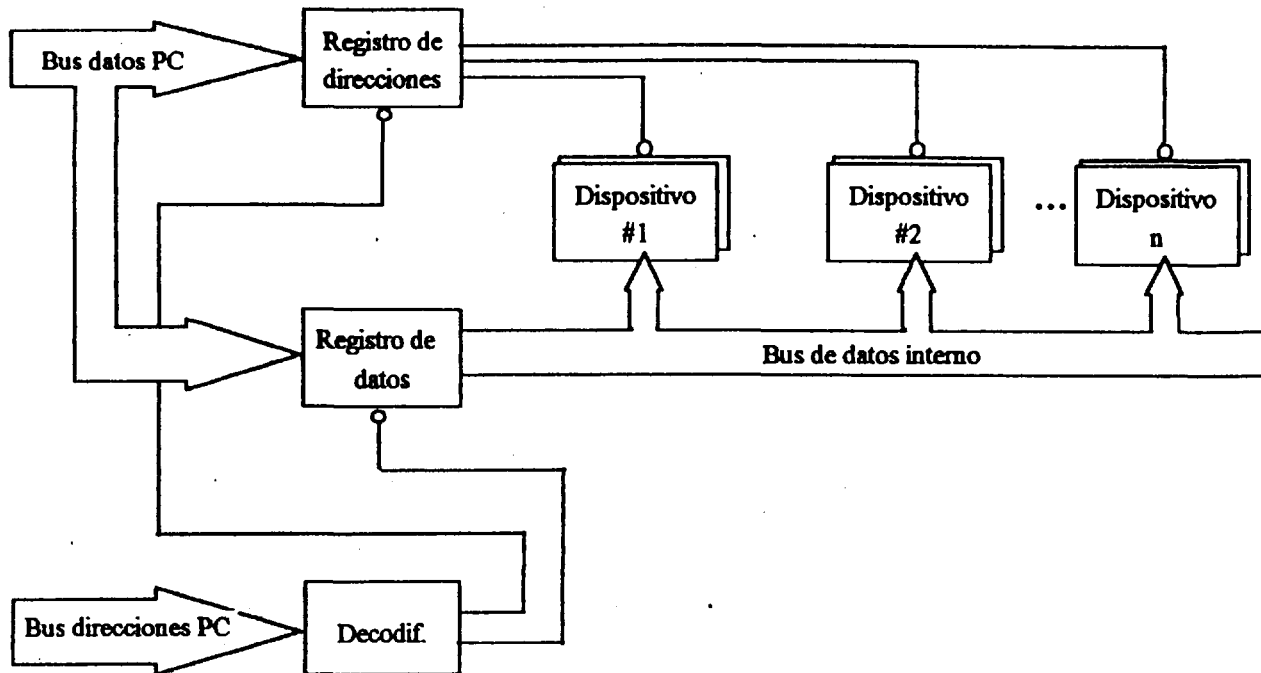 Bus datos PC
Registro de
direcciones
Dispositivo
#1
Dispositivo
#2
...
Dispositivo
n
Registro de
datos
Bus de datos interno
Bus direcciones PC
Decodif.